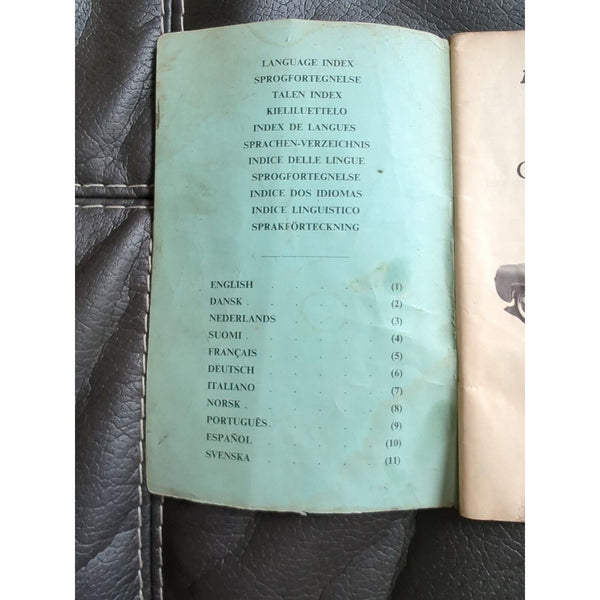 LANGUAGE INDEX
SPROGFORTEGNELSE
TALEN INDEX
KIELILUETTELO
INDEX DE LANGUES
SPRACHEN-VERZEICHNIS
INDICE DELLE LINGUE
SPROGFORTEGNELSE
INDICE DOS IDIOMAS
INDICE LINGUISTICO
SPRAKFÖRTECKNING
ENGLISH . . . . . (1)
DANSK . . . . . (2)
NEDERLANDS . . . . (3)
SUOMI . . . . . (4)
FRANÇAIS . . . . . (5)
DEUTSCH . . . . . (6)
ITALIANO . . . . . (7)
NORSK . . . . . (8)
PORTUGUÊS . . . . . (9)
ESPAÑOL . . . . . (10)
SVENSKA . . . . . (11)